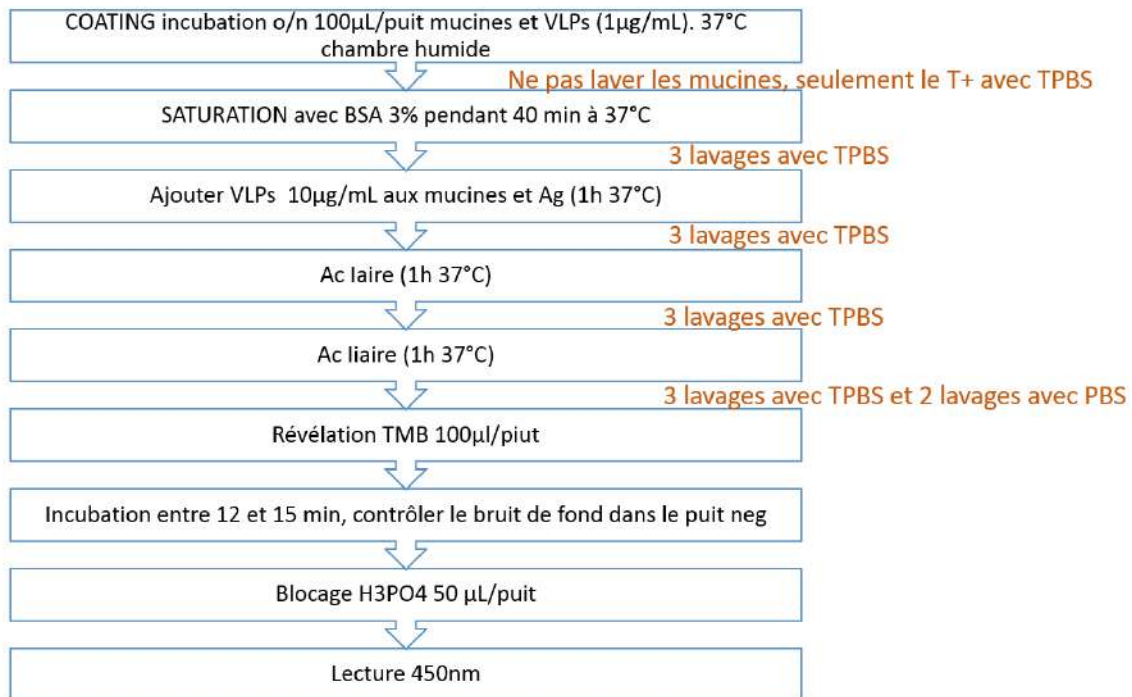 COATING incubation o/n 100µL/puit mucines et VLPs (1µg/mL). 37°C
chambre humide
Ne pas laver les mucines, seulement le T+ avec TPBS
SATURATION avec BSA 3% pendant 40 min à 37°C
3 lavages avec TPBS
Ajouter VLPs 10µg/mL aux mucines et Ag (1h 37°C)
3 lavages avec TPBS
Ac Iaire (1h 37°C)
3 lavages avec TPBS
Ac Iiaire (1h 37°C)
3 lavages avec TPBS et 2 lavages avec PBS
Révélation TMB 100µl/piut
Incubation entre 12 et 15 min, contrôler le bruit de fond dans le puit neg
Blocage H3PO4 50 µL/puit
Lecture 450nm